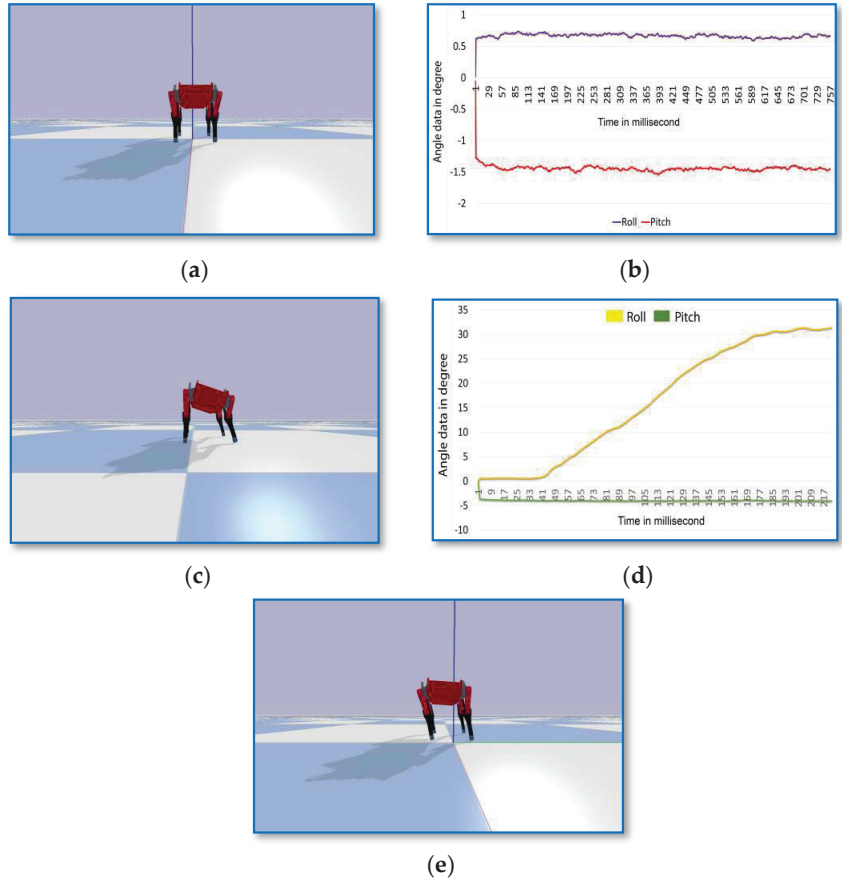 (a)
Angle data in degree
1
0.5
0
-0.5
-1
-1.5
-2
1 29 57 85 113 141 169 197 225 253 281 309 337 365 393 421 449 477 505 533 561 589 617 645 673 701 729 757
Time in millisecond
Roll Pitch
(b)
(c)
Angle data in degree
35
30
25
20
15
10
5
0
-5
-10
Roll Pitch
1 9 17 25 33 41 49 57 65 73 81 89 97 105 113 121 129 137 145 153 161 169 177 185 193 201 209 217
Time in millisecond
(d)
(e)